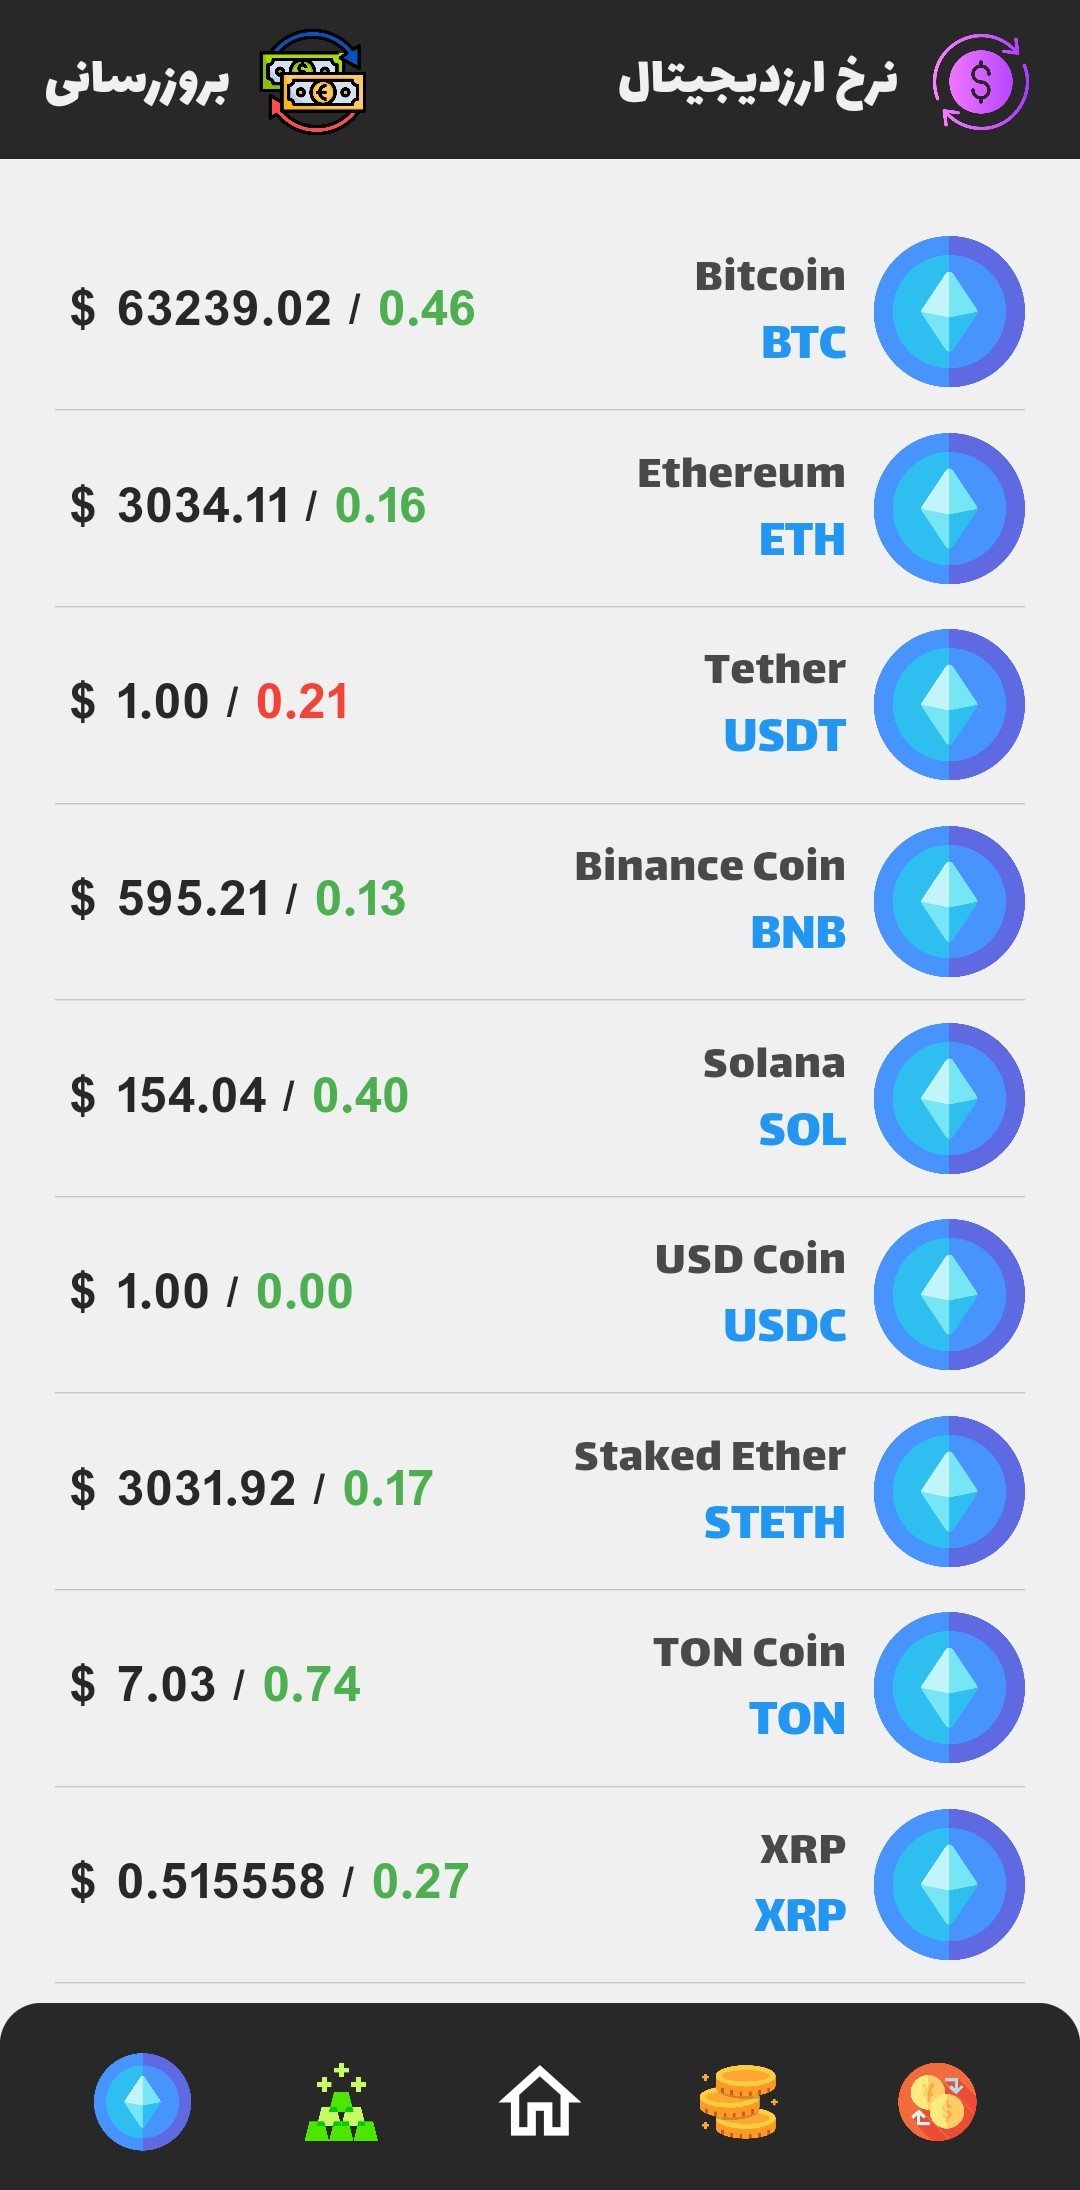 نرخ ارزدیجیتال
بروزرسانی
Bitcoin
BTC
$ 63239.02 / 0.46
Ethereum
ETH
$ 3034.11 / 0.16
Tether
USDT
$ 1.00 / 0.21
Binance Coin
BNB
$ 595.21 / 0.13
Solana
SOL
$ 154.04 / 0.40
USD Coin
USDC
$ 1.00 / 0.00
Staked Ether
STETH
$ 3031.92 / 0.17
TON Coin
TON
$ 7.03 / 0.74
XRP
XRP
$ 0.515558 / 0.27